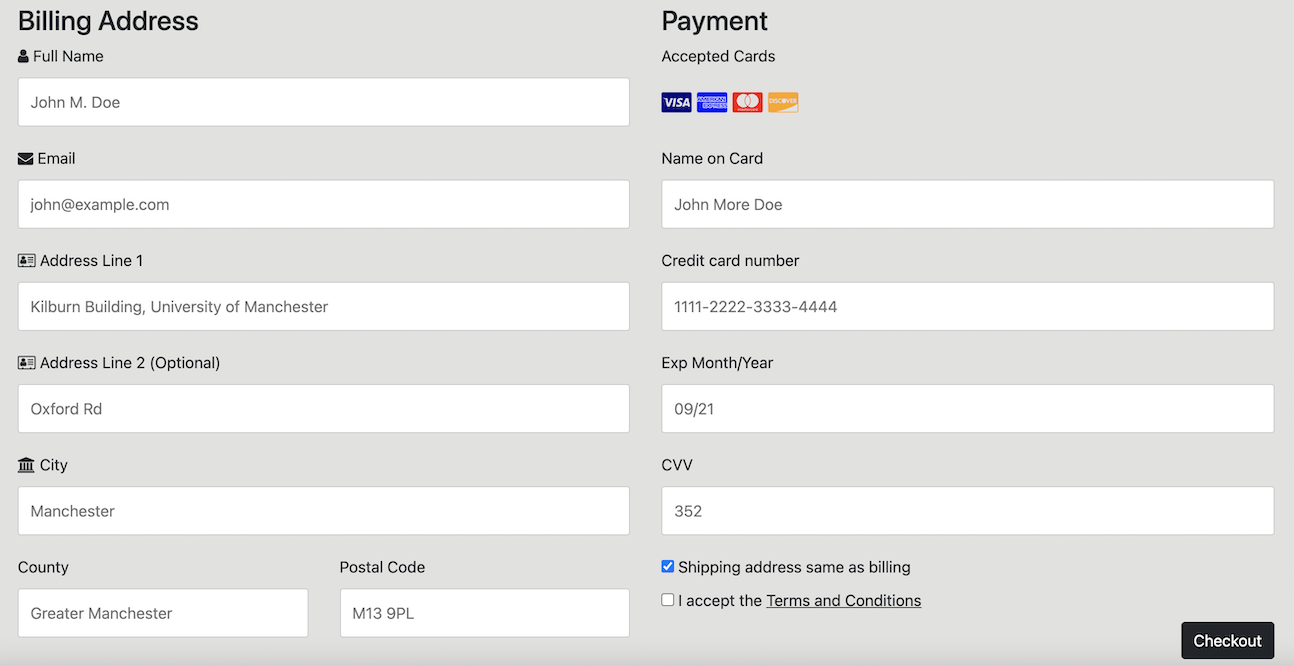 Billing Address
Full Name
John M. Doe
Email
john@example.com
Address Line 1
Kilburn Building, University of Manchester
Address Line 2 (Optional)
Oxford Rd
City
Manchester
County
Greater Manchester
Postal Code
M13 9PL
Payment
Accepted Cards
VISA
AMERICAN EXPRESS
DISCOVER
Name on Card
John More Doe
Credit card number
1111-2222-3333-4444
Exp Month/Year
09/21
CVV
352
Shipping address same as billing
I accept the Terms and Conditions
Checkout